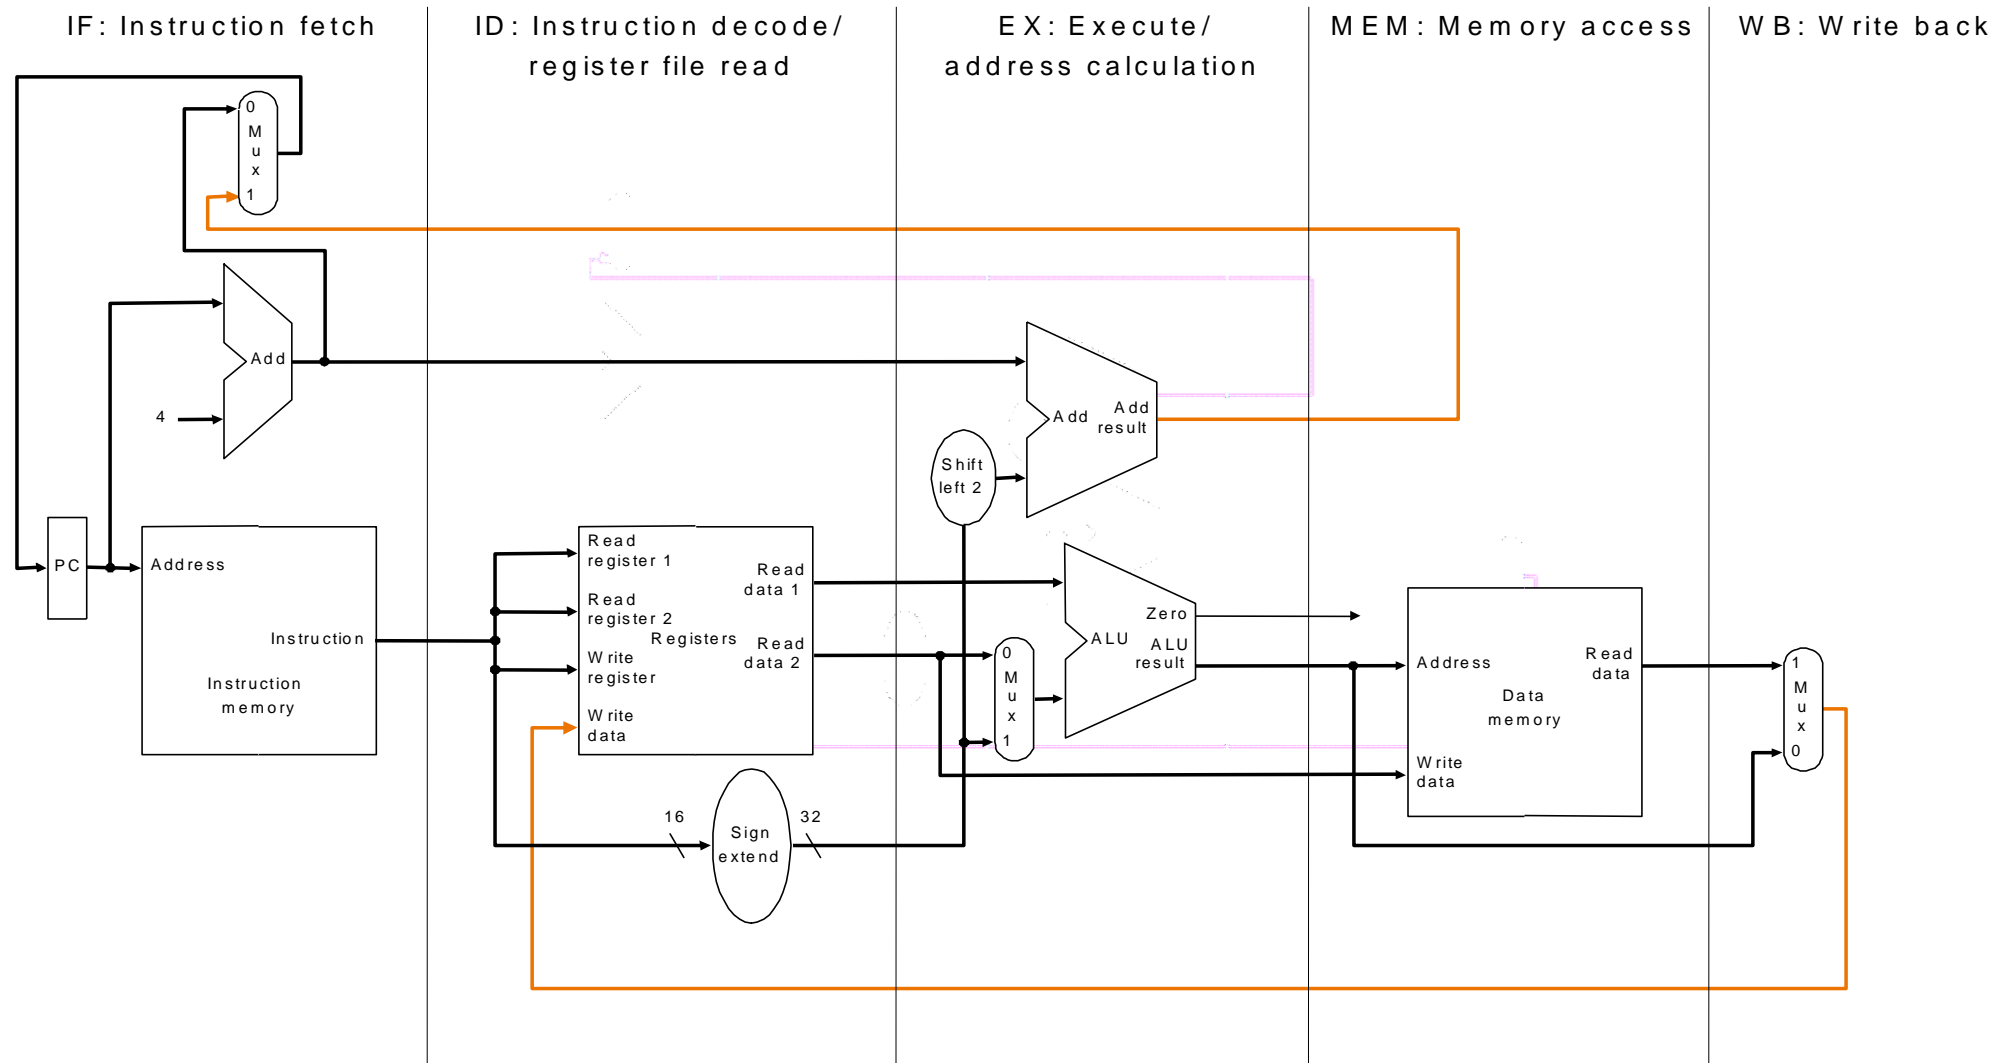 IF: Instruction fetch
ID: Instruction decode/
register file read
EX: Execute/
address calculation
MEM: Memory access
WB: Write back
0
M
u
x
1
Add
4
PC
Address
Instruction
Instruction
memory
Read
register 1
Read
register 2
Write
register
Write
data
Registers
Read
data 1
Read
data 2
16
Sign
extend
32
Shift
left 2
Add
Add
result
0
M
u
x
1
Zero
ALU
ALU
result
Address
Read
data
Data
memory
Write
data
1
M
u
x
0